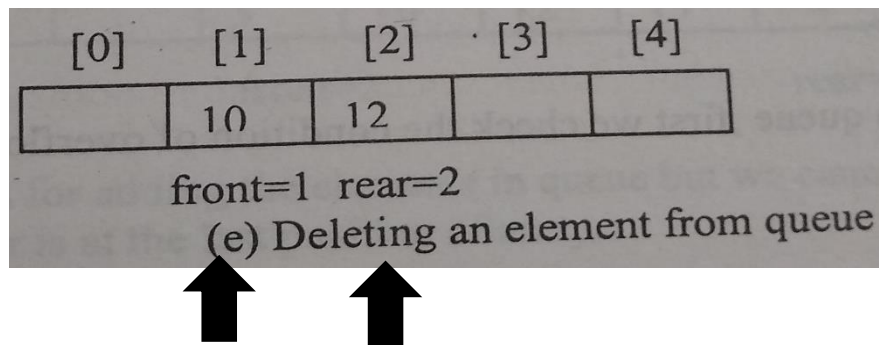 [0] [1] [2] [3] [4]
10 12
front=1 rear=2
(e) Deleting an element from queue